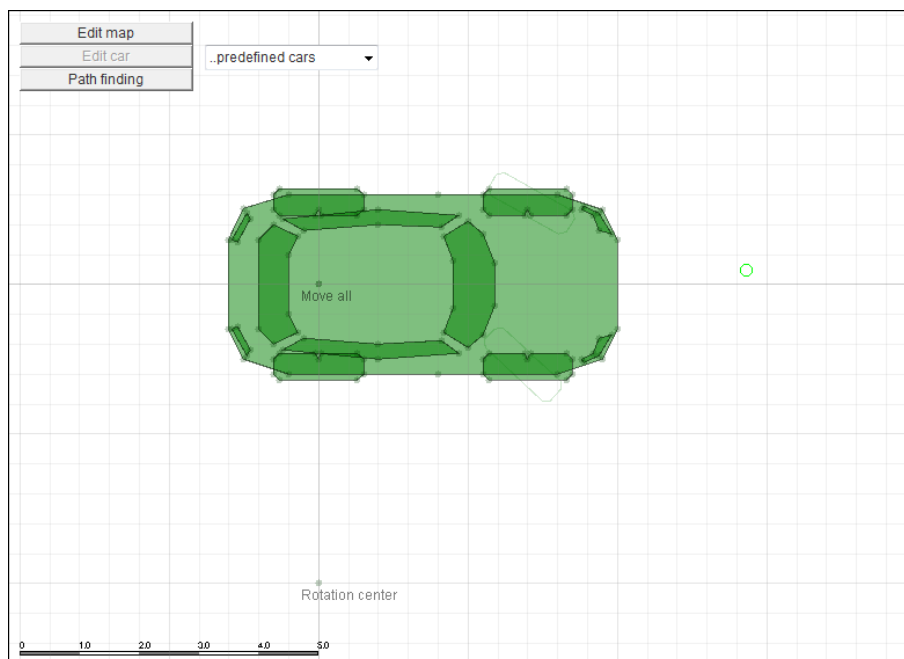 Edit map
Edit car
..predefined cars
Path finding
Move all
Rotation center
0 1.0 2.0 3.0 4.0 5.0